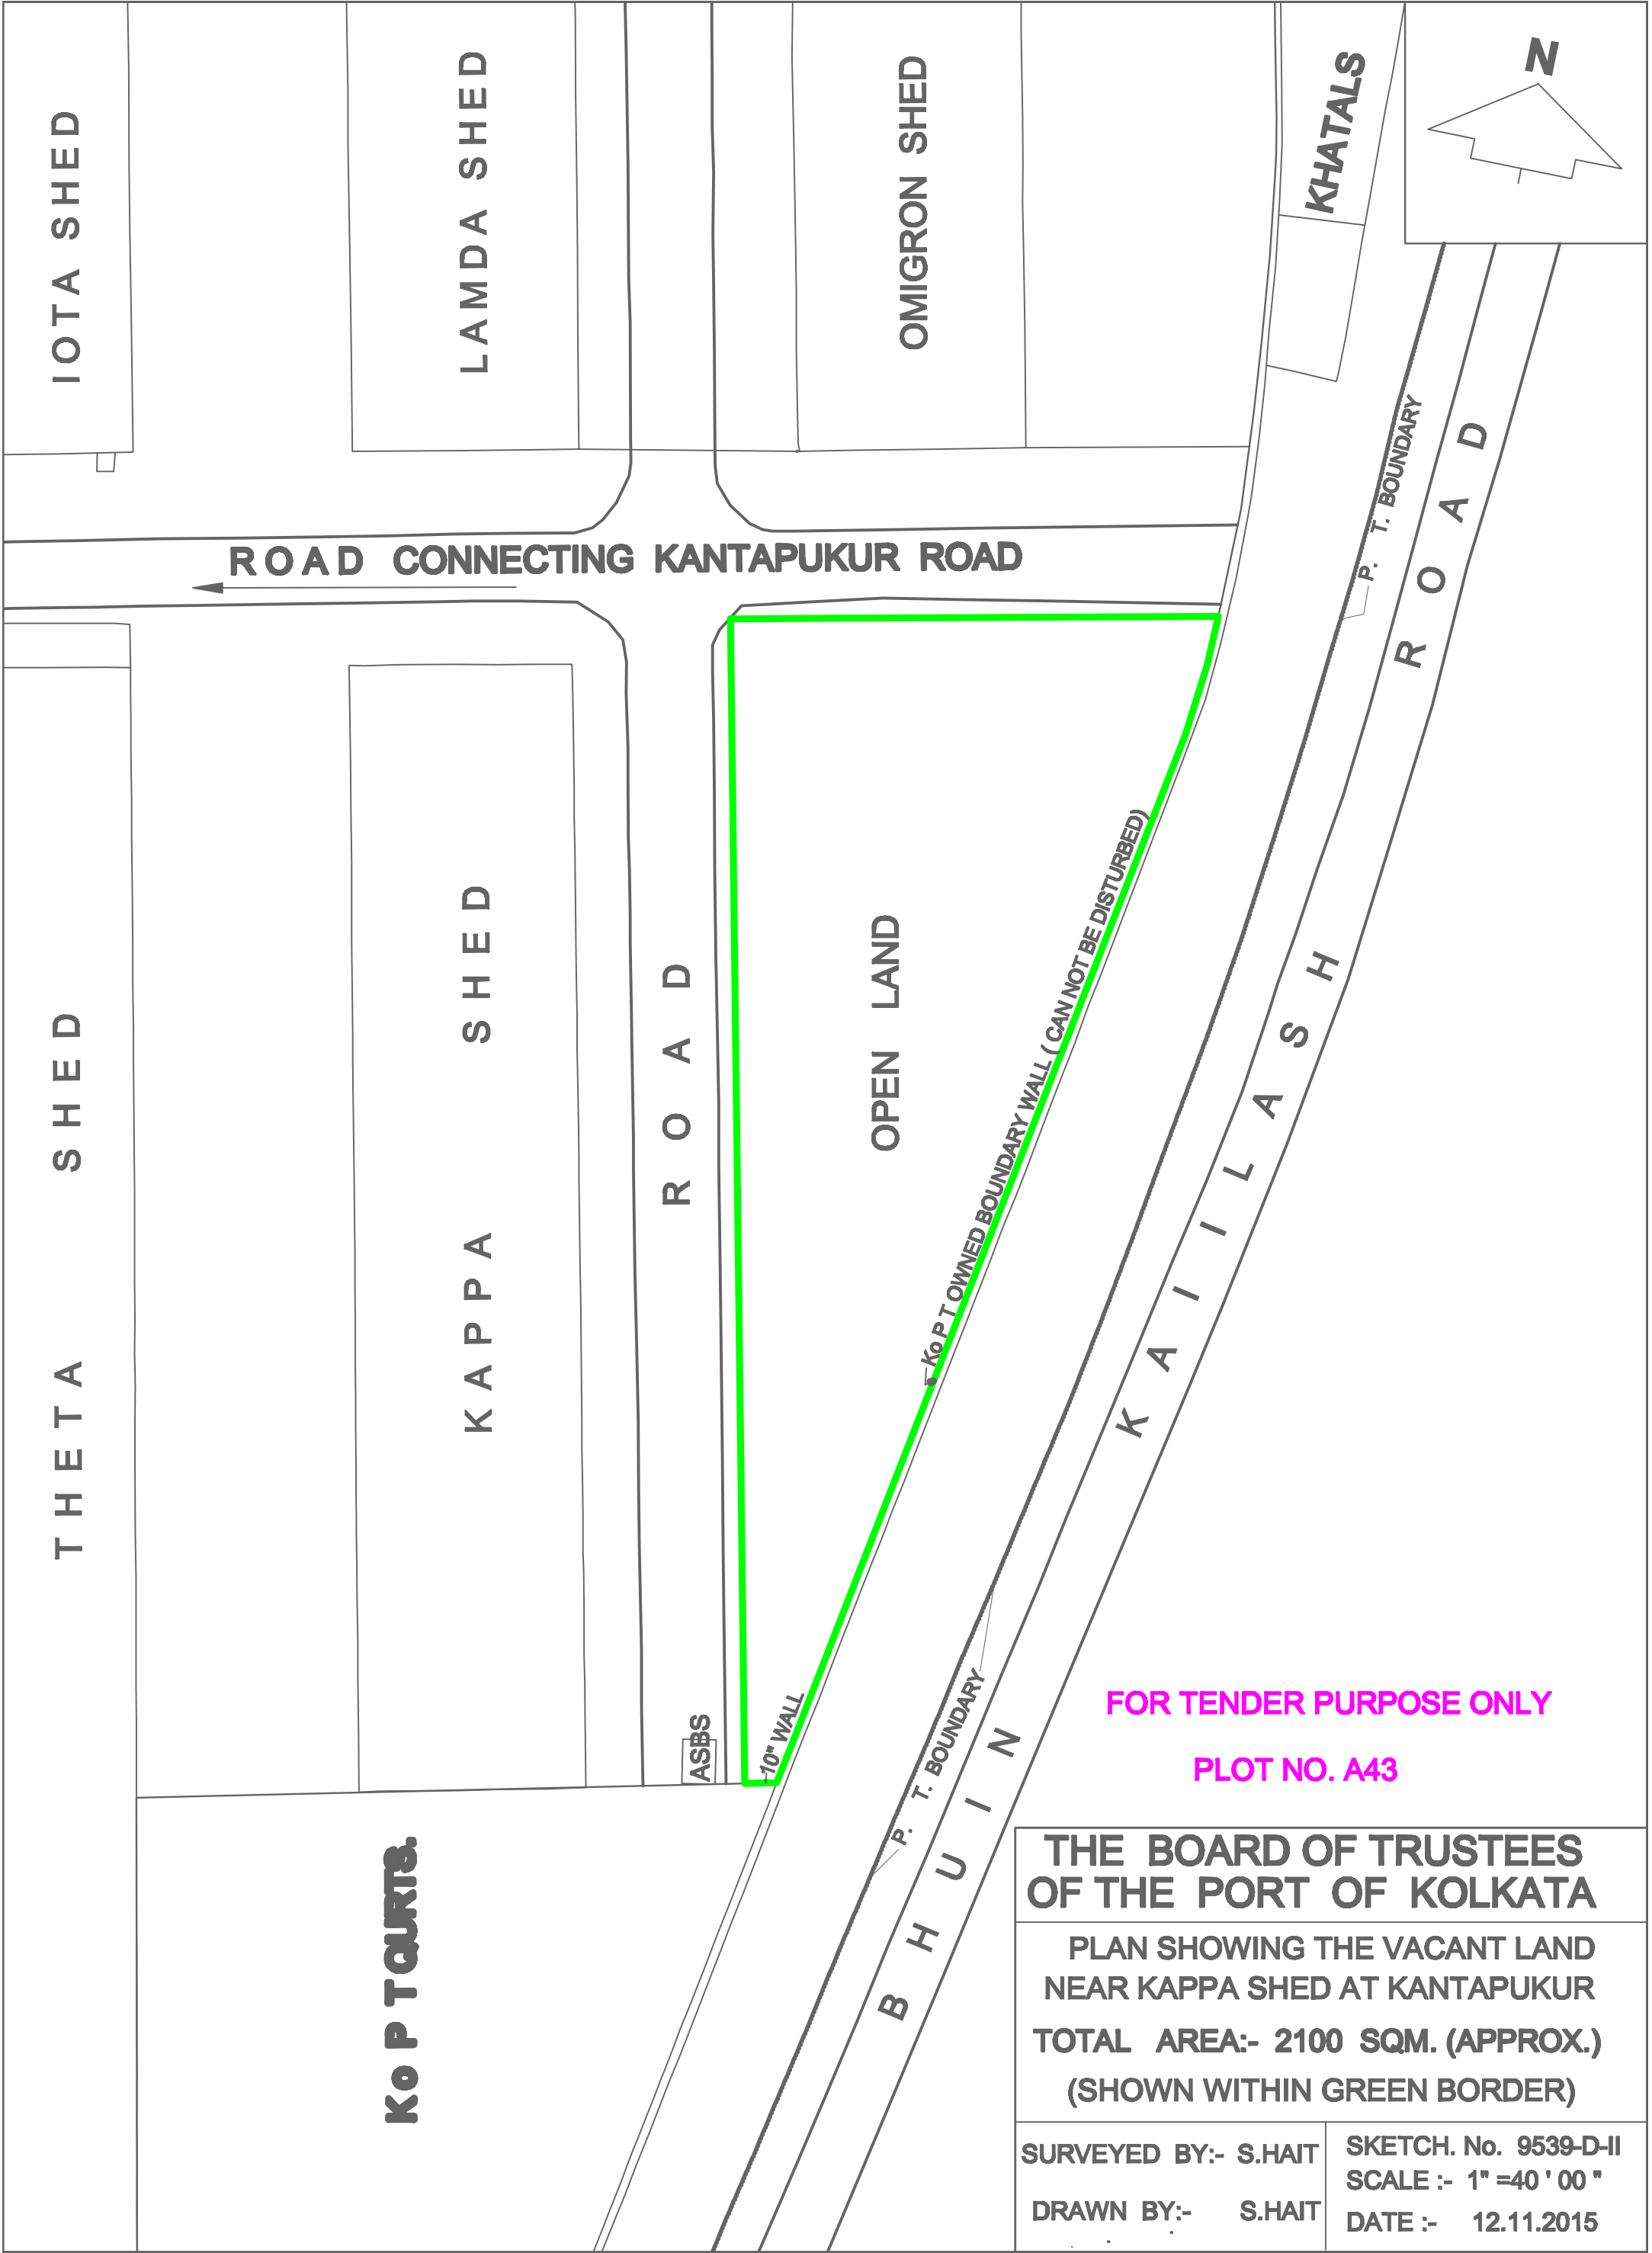 IOTA SHED
LAMDA SHED
OMIGRON SHED
KHATALS
N
P. T. BOUNDARY
ROAD CONNECTING KANTAPUKUR ROAD
THETA SHED
KAPPA SHED
ROAD
OPEN LAND
Ko P T OWNED BOUNDARY WALL ( CAN NOT BE DISTURBED)
BHUIN KAILASH ROAD
ASBS
10" WALL
P. T. BOUNDARY
Ko P T QURTS.
FOR TENDER PURPOSE ONLY
PLOT NO. A43
THE BOARD OF TRUSTEES
OF THE PORT OF KOLKATA
PLAN SHOWING THE VACANT LAND
NEAR KAPPA SHED AT KANTAPUKUR
TOTAL AREA:- 2100 SQM. (APPROX.)
(SHOWN WITHIN GREEN BORDER)
SURVEYED BY:- S.HAIT
DRAWN BY:- S.HAIT
SKETCH. No. 9539-D-II
SCALE :- 1" =40 ' 00 "
DATE :- 12.11.2015